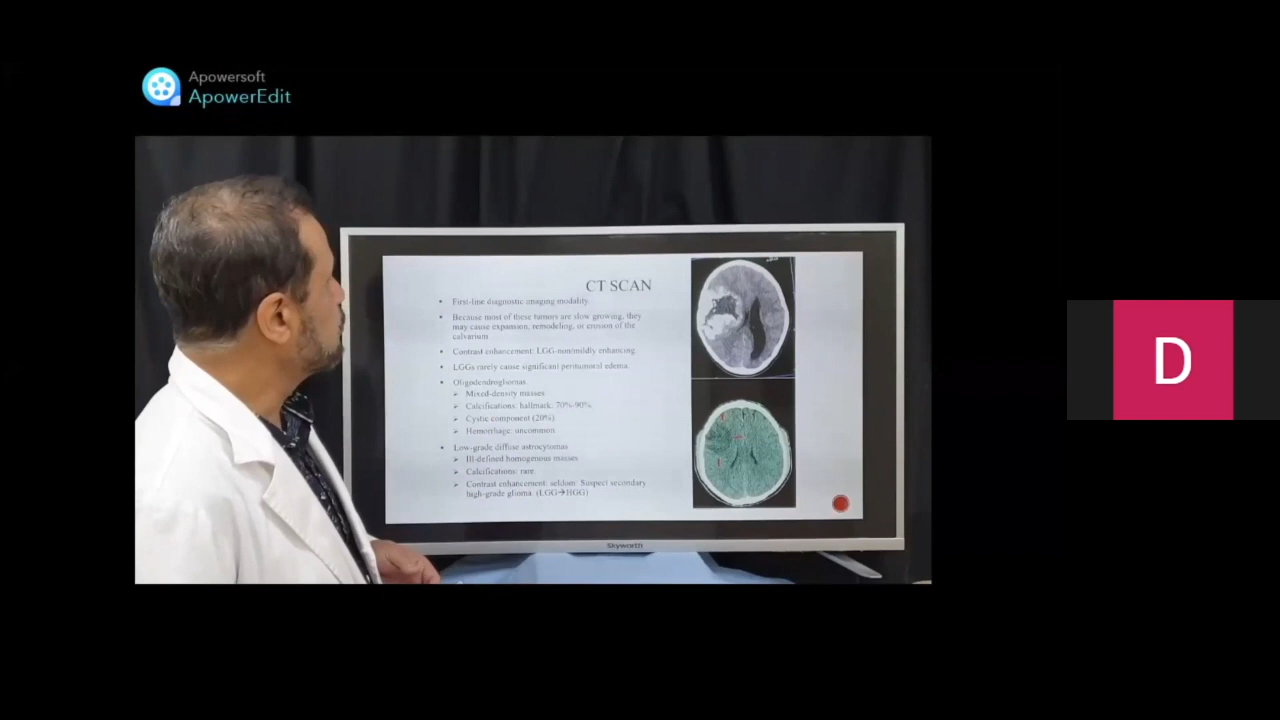 Apowersoft
ApowerEdit
CT SCAN
▪ First-line diagnostic imaging modality
▪ Because most of these tumors are slow growing, they
may cause expansion, remodeling, or erosion of the
calvarium
▪ Contrast enhancement: LGG-non/mildly enhancing
▪ LGGs rarely cause significant peritumoral edema
▪ Oligodendrogliomas
➢ Mixed-density masses
➢ Calcifications: hallmark, 70%-90%
➢ Cystic component (20%)
➢ Hemorrhage: uncommon
▪ Low-grade diffuse astrocytomas
➢ Ill-defined homogenous masses
➢ Calcifications: rare
➢ Contrast enhancement: seldom: Suspect secondary
high-grade glioma. (LGG→HGG)
Skyworth
D